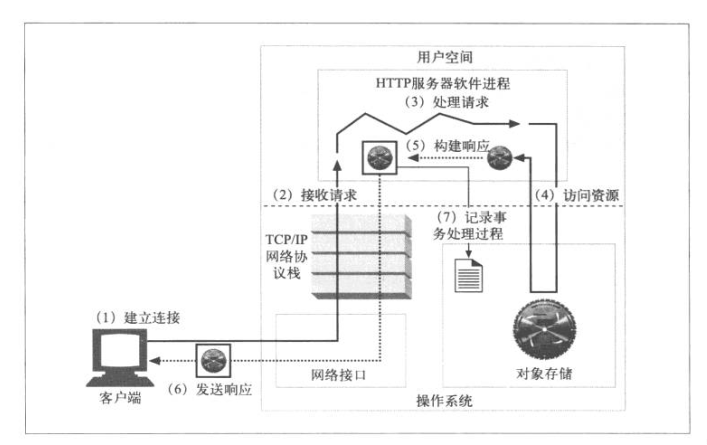 用户空间
HTTP服务器软件进程
（3）处理请求
（5）构建响应
（2）接收请求
（4）访问资源
（7）记录事
务处理过程
TCP/IP
网络协
议栈
（1）建立连接
（6）发送响应
客户端
网络接口
对象存储
操作系统